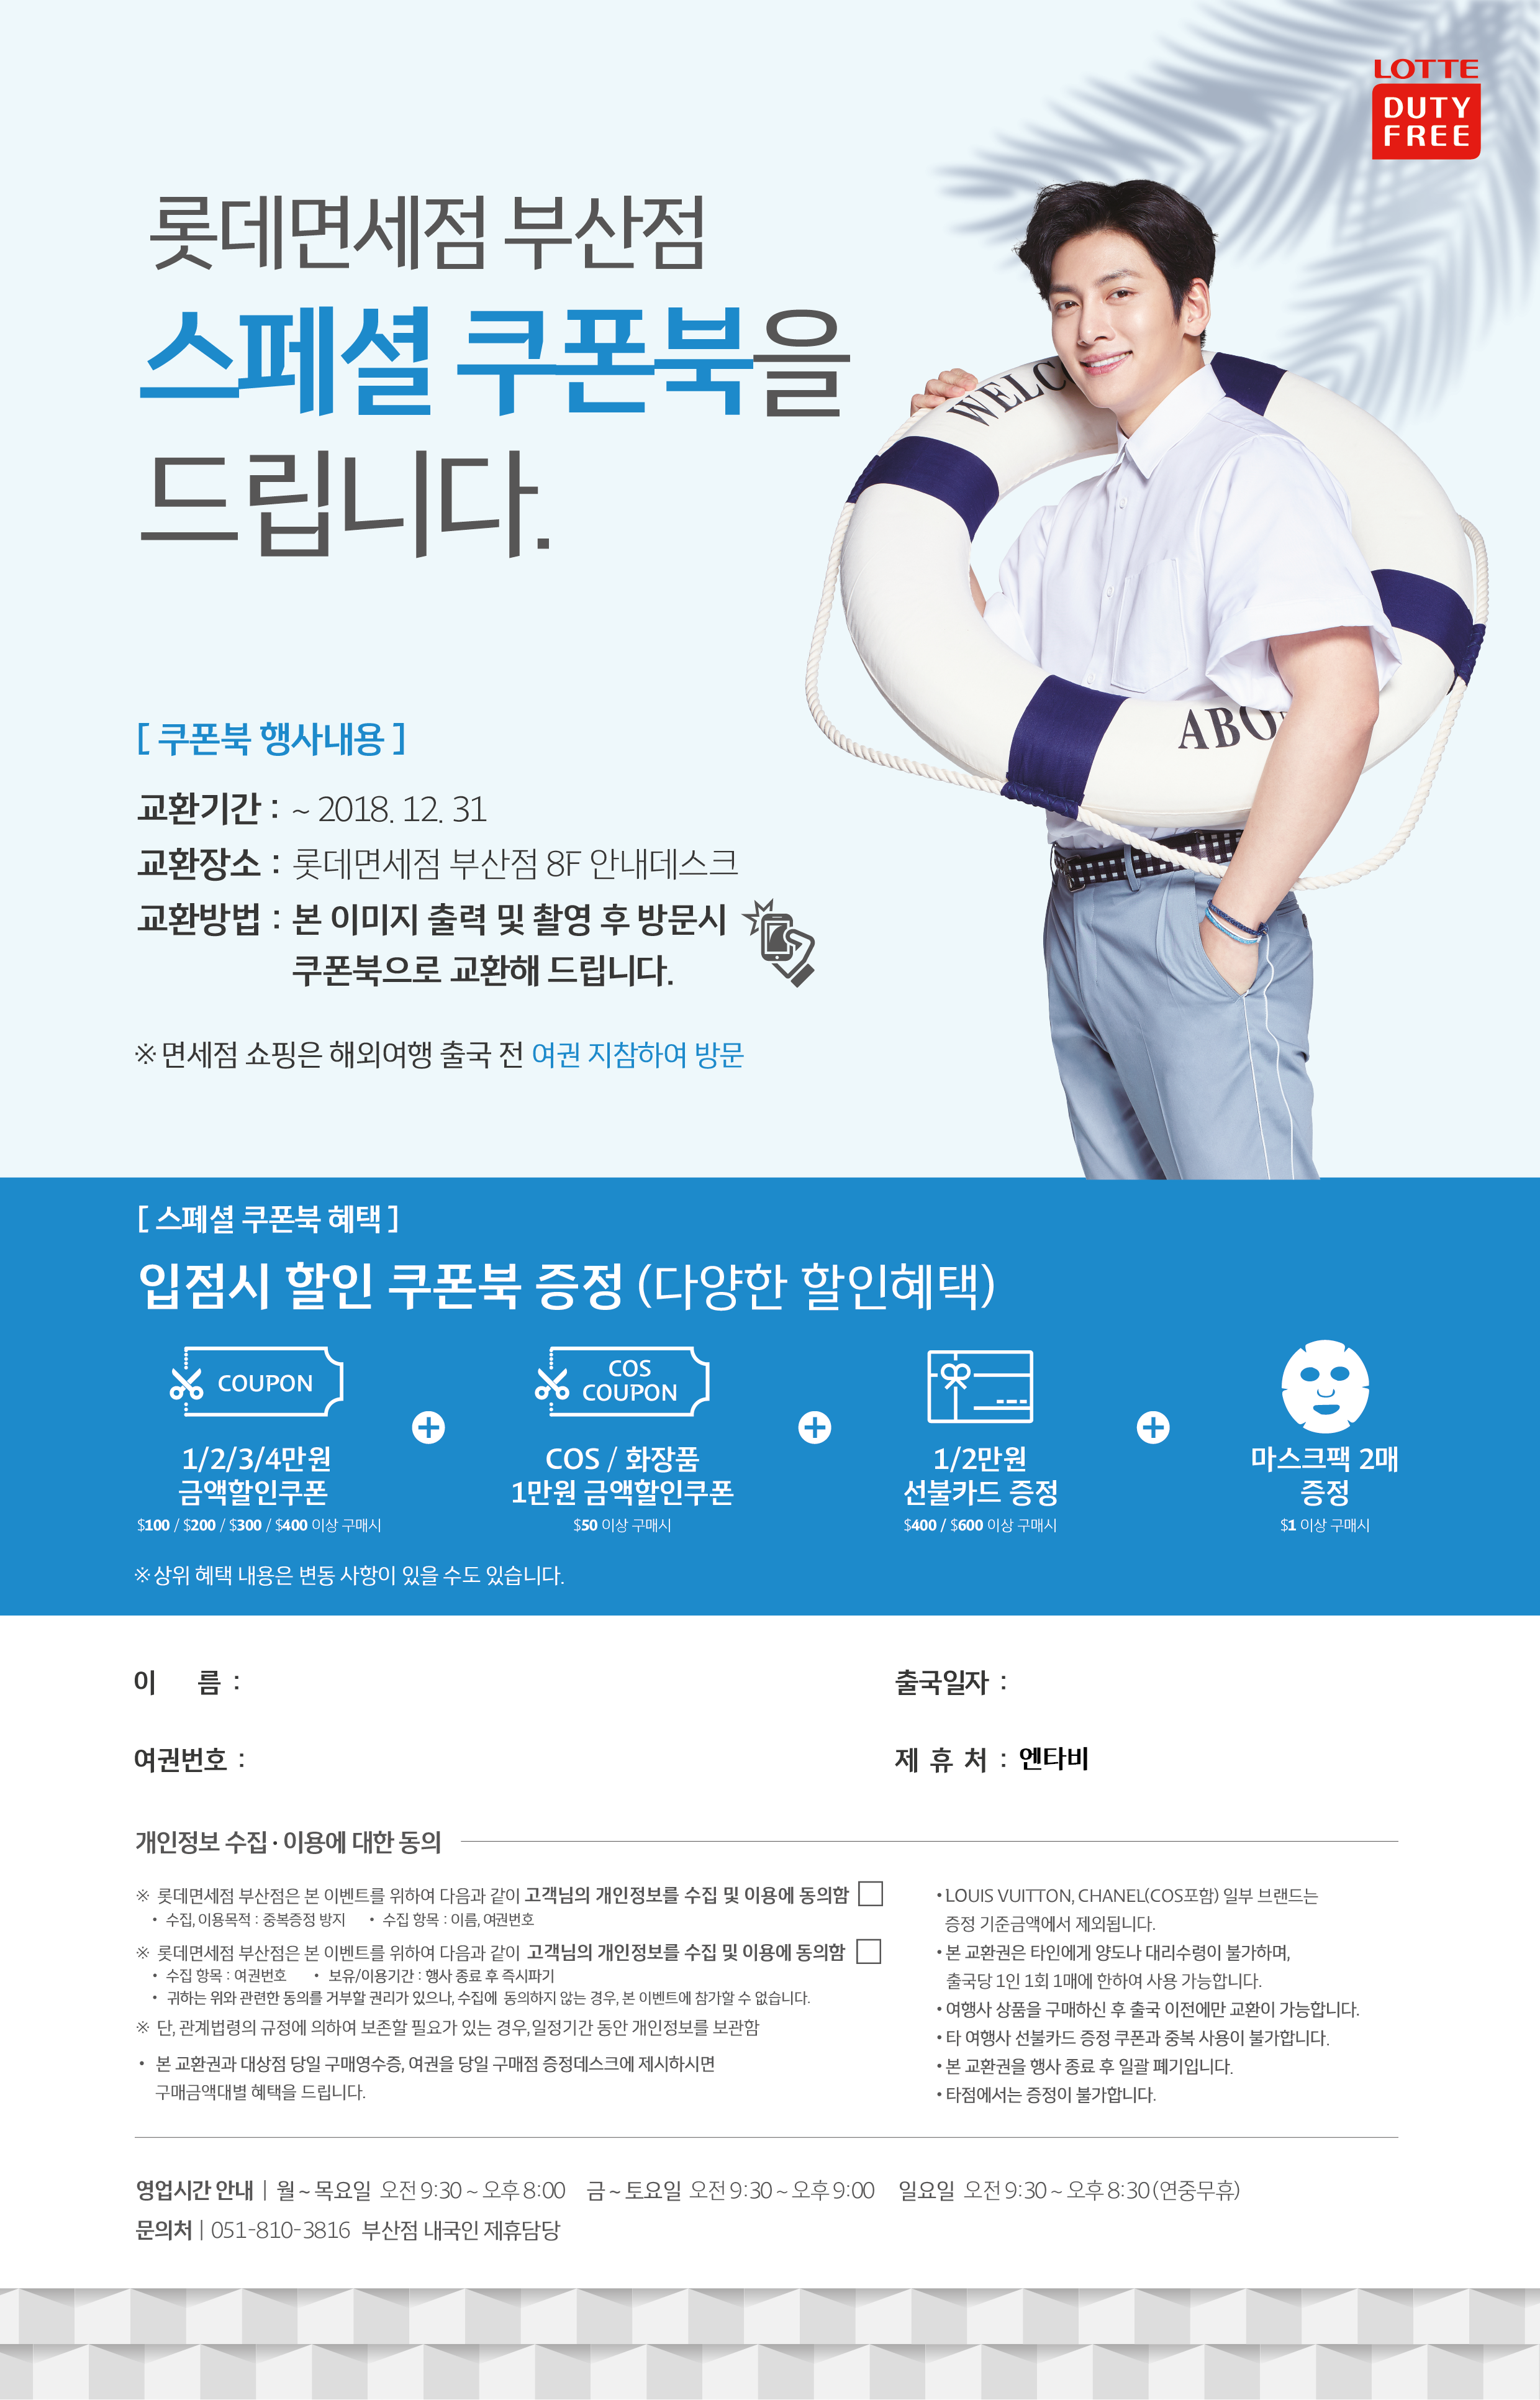 LOTTE
DUTY
FREE
롯데면세점 부산점
스페셜 쿠폰북을
드립니다.
WELC
ABO
[ 쿠폰북 행사내용 ]
교환기간 : ~ 2018. 12. 31
교환장소 : 롯데면세점 부산점 8F 안내데스크
교환방법 : 본 이미지 출력 및 촬영 후 방문시
쿠폰북으로 교환해 드립니다.
※ 면세점 쇼핑은 해외여행 출국 전 여권 지참하여 방문
[ 스페셜 쿠폰북 혜택 ]
입점시 할인 쿠폰북 증정 (다양한 할인혜택)
COUPON
1/2/3/4만원
금액할인쿠폰
$100 / $200 / $300 / $400 이상 구매시
COS
COUPON
COS / 화장품
1만원 금액할인쿠폰
$50 이상 구매시
1/2만원
선불카드 증정
$400 / $600 이상 구매시
마스크팩 2매
증정
$1 이상 구매시
※ 상위 혜택 내용은 변동 사항이 있을 수도 있습니다.
이 름 :
출국일자 :
여권번호 :
제 휴 처 : 엔타비
개인정보 수집 · 이용에 대한 동의
※ 롯데면세점 부산점은 본 이벤트를 위하여 다음과 같이 고객님의 개인정보를 수집 및 이용에 동의함
• 수집, 이용목적 : 중복증정 방지 • 수집 항목 : 이름, 여권번호
※ 롯데면세점 부산점은 본 이벤트를 위하여 다음과 같이 고객님의 개인정보를 수집 및 이용에 동의함
• 수집 항목 : 여권번호 • 보유/이용기간 : 행사 종료 후 즉시파기
• 귀하는 위와 관련한 동의를 거부할 권리가 있으나, 수집에 동의하지 않는 경우, 본 이벤트에 참가할 수 없습니다.
※ 단, 관계법령의 규정에 의하여 보존할 필요가 있는 경우, 일정기간 동안 개인정보를 보관함
• 본 교환권과 대상점 당일 구매영수증, 여권을 당일 구매점 증정데스크에 제시하시면
구매금액대별 혜택을 드립니다.
• LOUIS VUITTON, CHANEL(COS포함) 일부 브랜드는
증정 기준금액에서 제외됩니다.
• 본 교환권은 타인에게 양도나 대리수령이 불가하며,
출국당 1인 1회 1매에 한하여 사용 가능합니다.
• 여행사 상품을 구매하신 후 출국 이전에만 교환이 가능합니다.
• 타 여행사 선불카드 증정 쿠폰과 중복 사용이 불가합니다.
• 본 교환권을 행사 종료 후 일괄 폐기입니다.
• 타점에서는 증정이 불가합니다.
영업시간 안내 | 월 ~ 목요일 오전 9:30 ~ 오후 8:00 금 ~ 토요일 오전 9:30 ~ 오후 9:00 일요일 오전 9:30 ~ 오후 8:30 (연중무휴)
문의처 | 051-810-3816 부산점 내국인 제휴담당